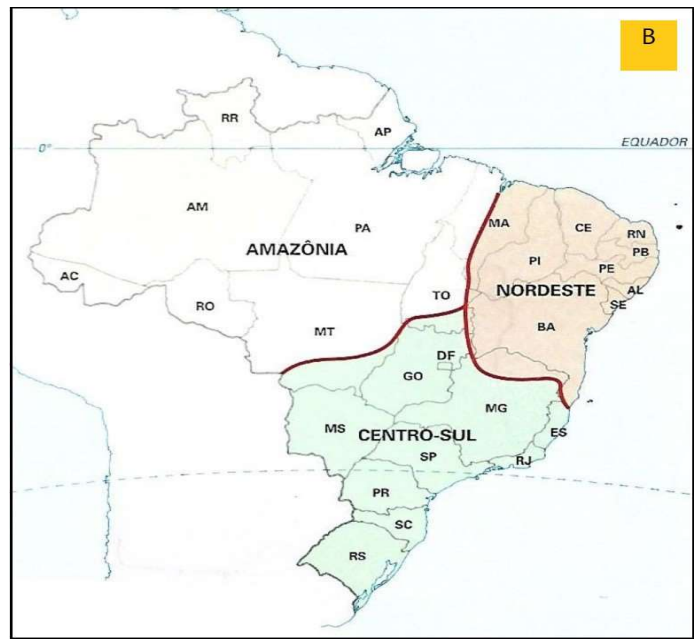 B
RR
AP
0°
EQUADOR
AM
PA
MA
CE
RN
PB
AMAZÔNIA
PI
PE
AC
AL
TO
NORDESTE
SE
RO
BA
MT
DF
GO
MG
MS
CENTRO-SUL
ES
SP
RJ
PR
SC
RS